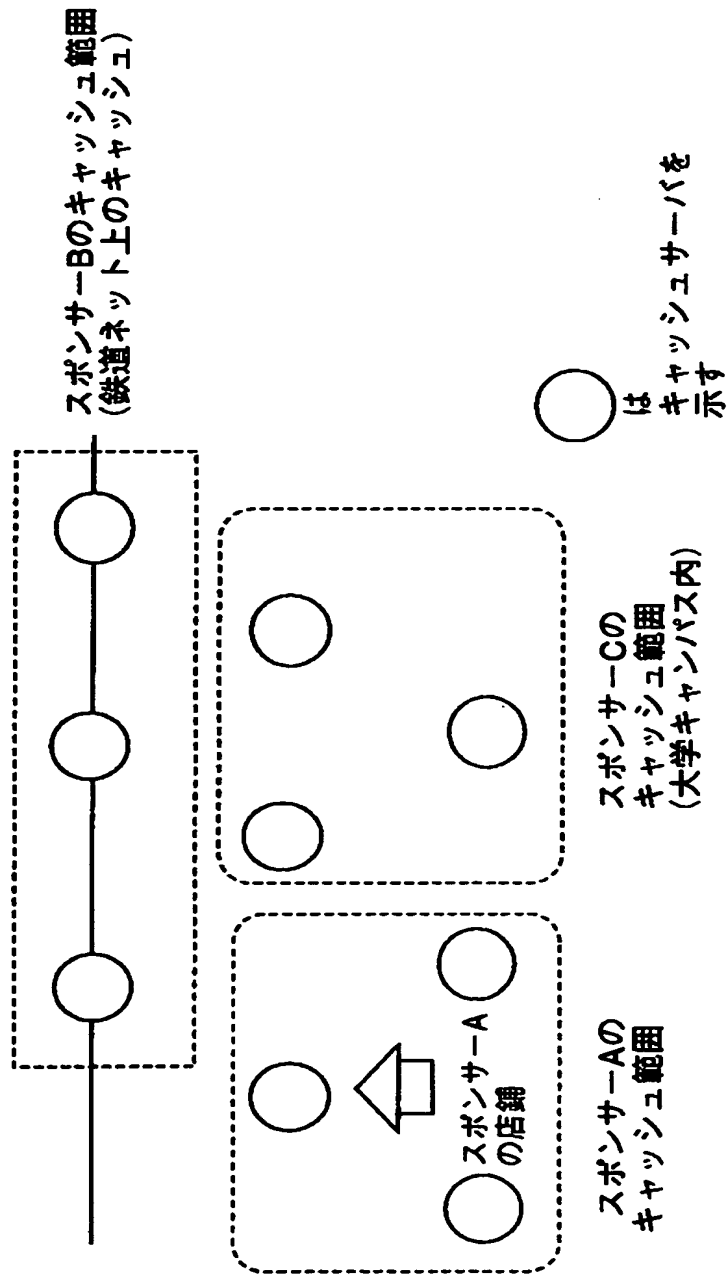 スポンサーBのキャッシュ範囲
(鉄道ネット上のキャッシュ)
スポンサーA
の店舗
スポンサーAの
キャッシュ範囲
スポンサーCの
キャッシュ範囲
(大学キャンパス内)
は
キャッシュサーバを
示す